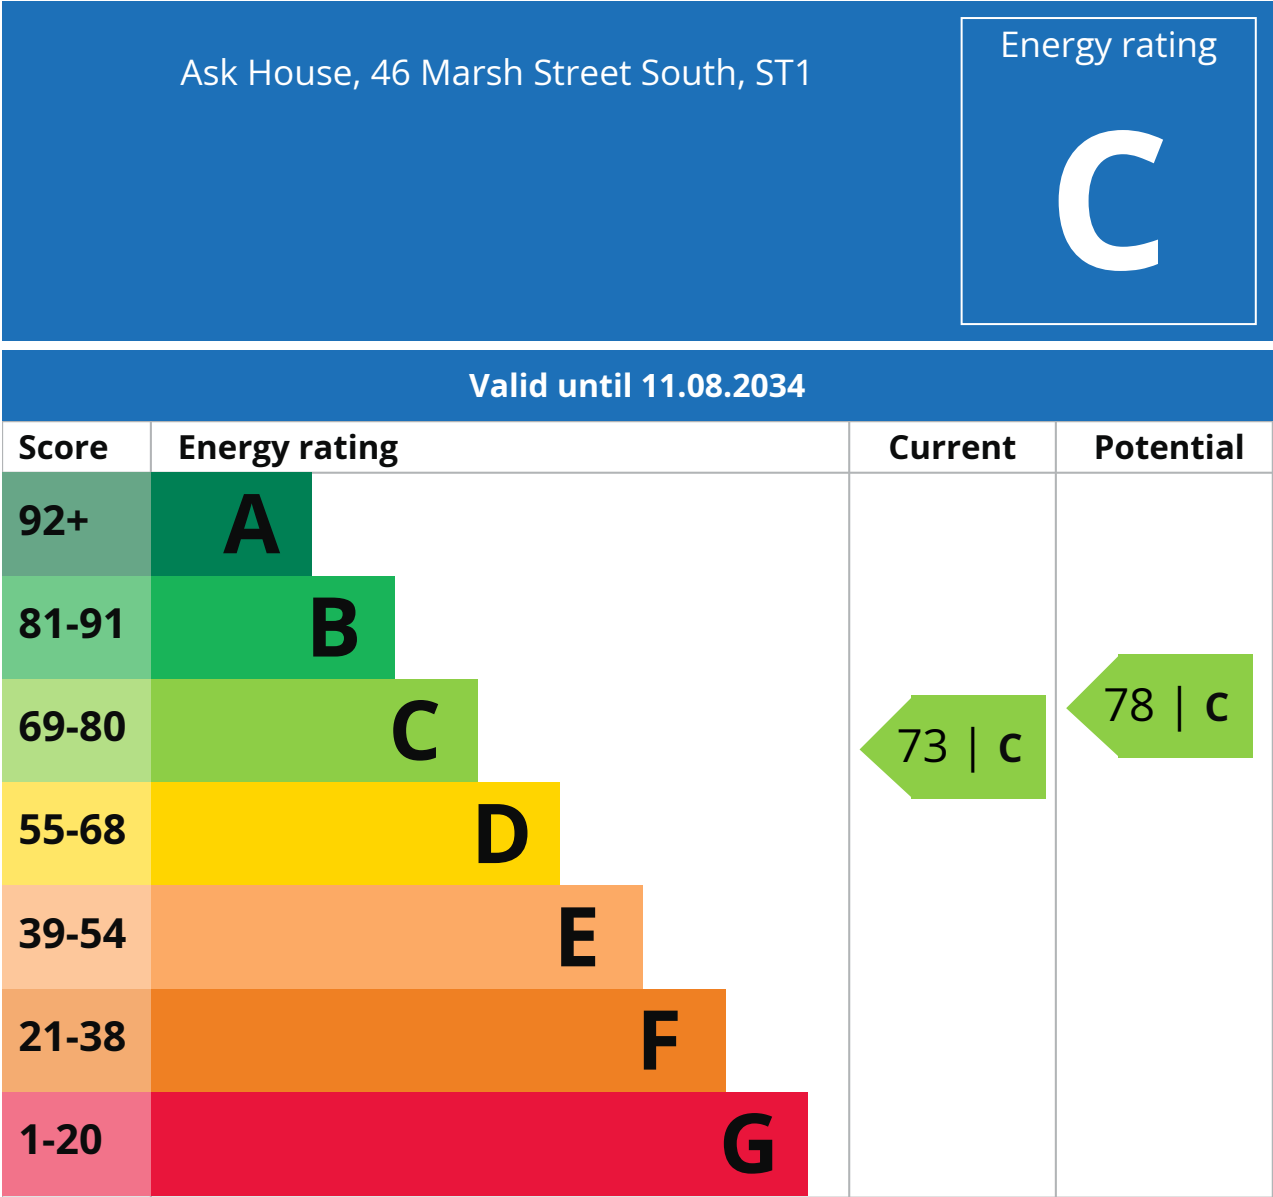 Ask House, 46 Marsh Street South, ST1
Energy rating
C
Valid until 11.08.2034
Score Energy rating Current Potential
92+ A
81-91 B
69-80 C 73 | C 78 | C
55-68 D
39-54 E
21-38 F
1-20 G